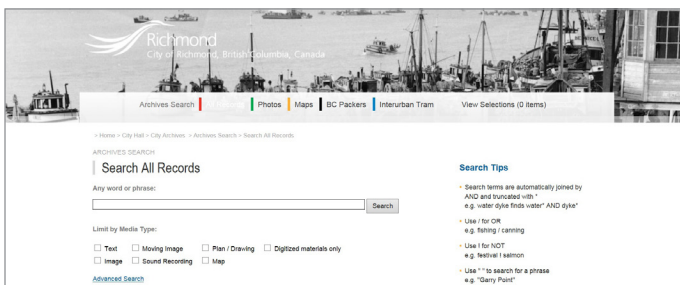 Richmond
City of Richmond, British Columbia, Canada
Archives Search Photos Maps BC Packers Interurban Tram View Selections (0 items)
> Home > City Hall > City Archives > Archives Search > Search All Records
ARCHIVES SEARCH
Search All Records
Any word or phrase:
Search
Limit by Media Type:
Text Moving Image Plan / Drawing Digitized materials only
Image Sound Recording Map
Advanced Search
Search Tips
Search terms are automatically joined by
AND and truncated with *
e.g. water dyke finds water* AND dyke*
Use / for OR
e.g. fishing / canning
Use ! for NOT
e.g. festival ! salmon
Use " " to search for a phrase
e.g. "Garry Point"